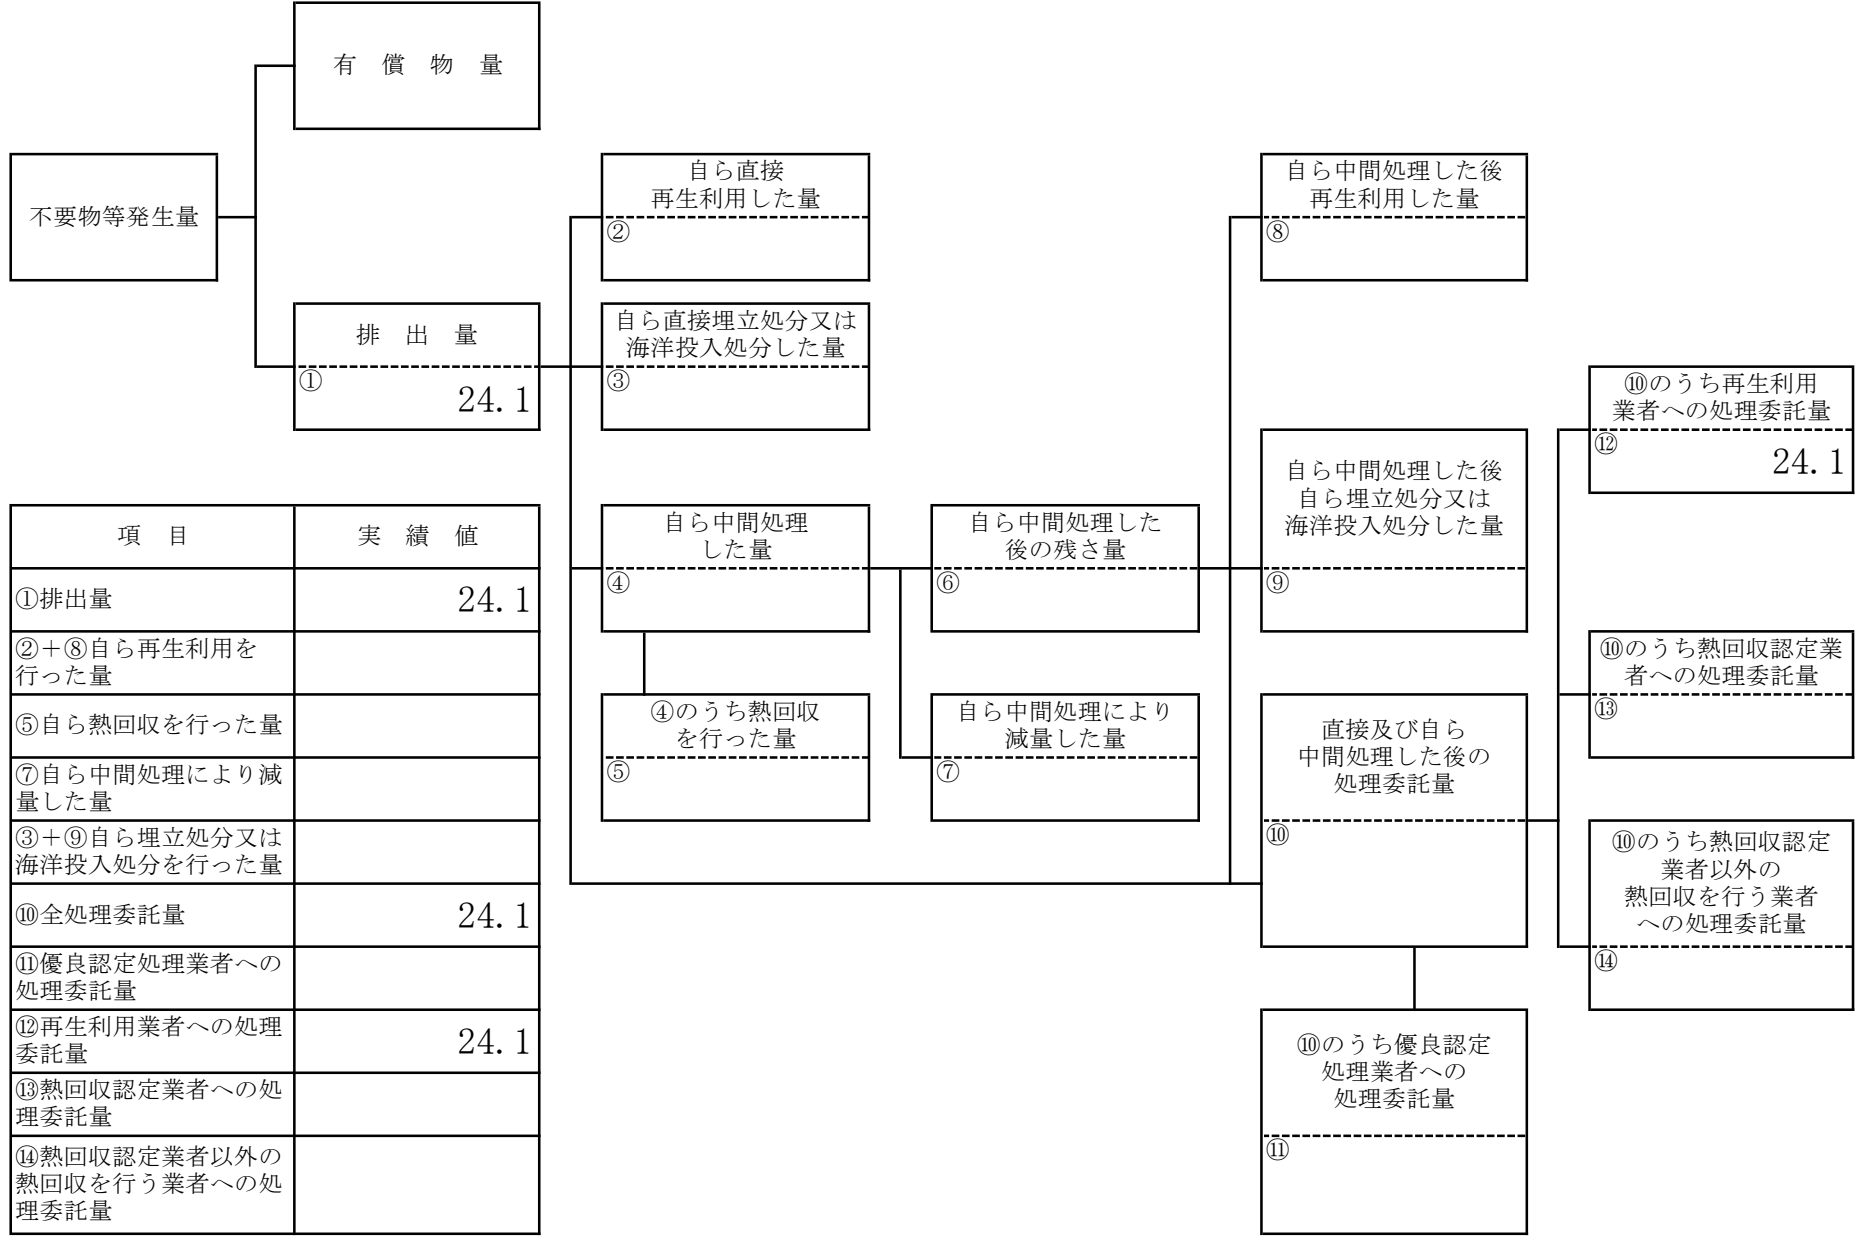 有　償　物　量
不要物等発生量
排　出　量
①
24.1
自ら直接
再生利用した量
②
自ら直接埋立処分又は
海洋投入処分した量
③
自ら中間処理
した量
④
④のうち熱回収
を行った量
⑤
自ら中間処理した
後の残さ量
⑥
自ら中間処理により
減量した量
⑦
自ら中間処理した後
再生利用した量
⑧
自ら中間処理した後
自ら埋立処分又は
海洋投入処分した量
⑨
直接及び自ら
中間処理した後の
処理委託量
⑩
⑩のうち優良認定
処理業者への
処理委託量
⑪
⑩のうち再生利用
業者への処理委託量
⑫
24.1
⑩のうち熱回収認定業
者への処理委託量
⑬
⑩のうち熱回収認定
業者以外の
熱回収を行う業者
への処理委託量
⑭
項　目　実　績　値
①排出量　24.1
②＋⑧自ら再生利用を
行った量
⑤自ら熱回収を行った量
⑦自ら中間処理により減
量した量
③＋⑨自ら埋立処分又は
海洋投入処分を行った量
⑩全処理委託量　24.1
⑪優良認定処理業者への
処理委託量
⑫再生利用業者への処理
委託量　24.1
⑬熱回収認定業者への処
理委託量
⑭熱回収認定業者以外の
熱回収を行う業者への処
理委託量